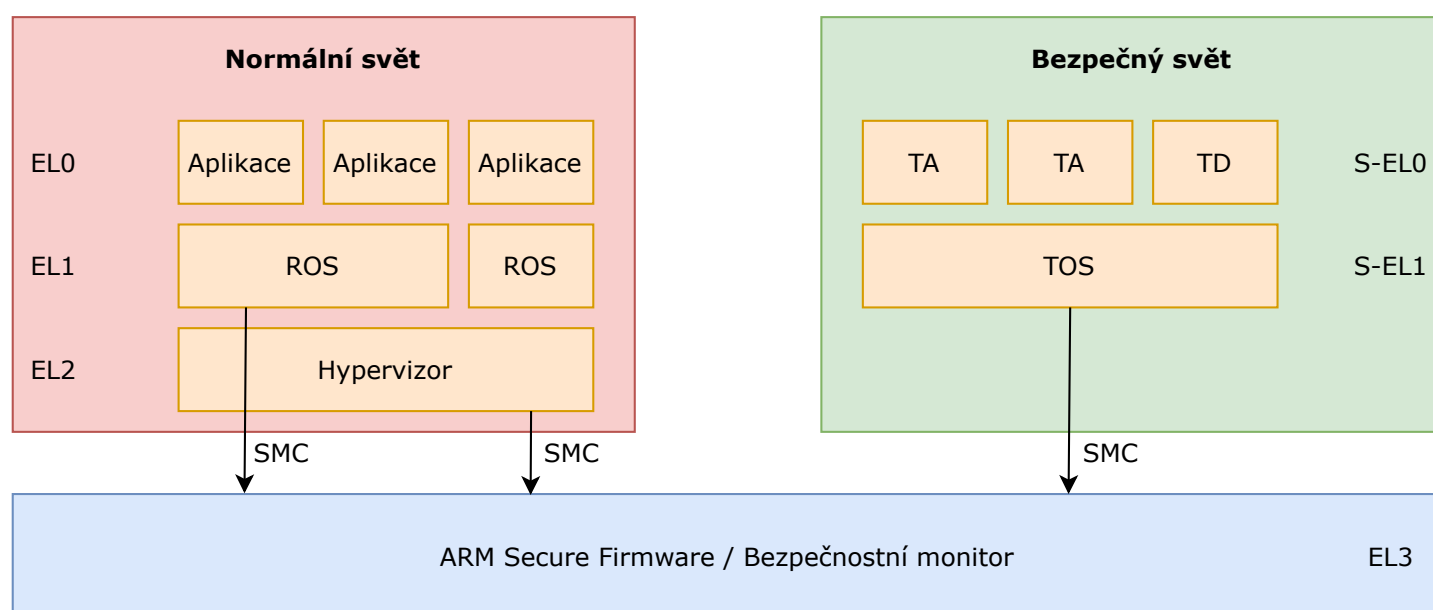 Normální svět
Bezpečný svět
EL0
Aplikace
Aplikace
Aplikace
TA
TA
TD
S-EL0
EL1
ROS
ROS
TOS
S-EL1
EL2
Hypervizor
SMC
SMC
SMC
ARM Secure Firmware / Bezpečnostní monitor
EL3